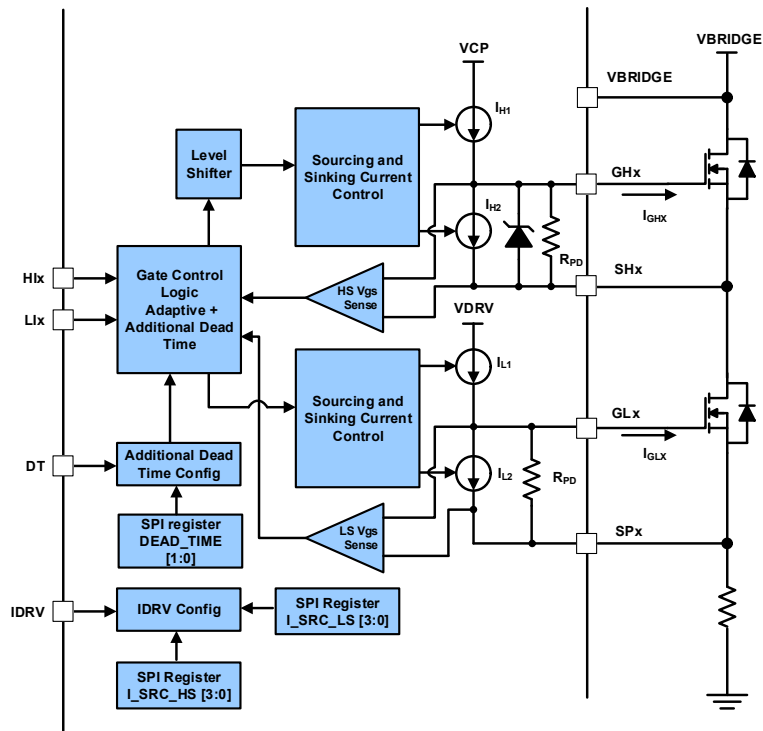 VCP
VBRIDGE
VBRIDGE
IH1
Level
Shifter
Sourcing and
Sinking Current
Control
GHx
IGHX
IH2
RPD
HIx
LIx
Gate Control
Logic
Adaptive +
Additional Dead
Time
HS Vgs
Sense
SHx
VDRV
IL1
Sourcing and
Sinking Current
Control
GLx
IGLX
DT
Additional Dead
Time Config
IL2
RPD
SPI register
DEAD_TIME
[1:0]
LS Vgs
Sense
SPx
IDRV
IDRV Config
SPI Register
I_SRC_LS [3:0]
SPI Register
I_SRC_HS [3:0]